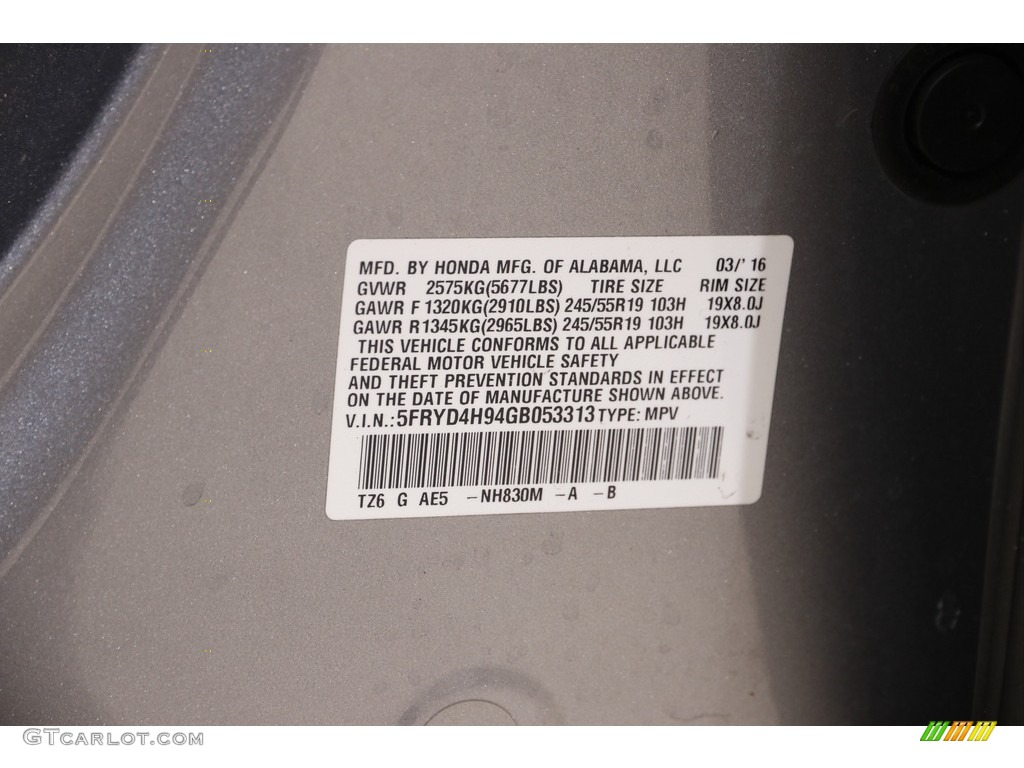 MFD. BY HONDA MFG. OF ALABAMA, LLC 03/' 16
GVWR 2575KG(5677LBS) TIRE SIZE RIM SIZE
GAWR F 1320KG(2910LBS) 245/55R19 103H 19X8.0J
GAWR R1345KG(2965LBS) 245/55R19 103H 19X8.0J
THIS VEHICLE CONFORMS TO ALL APPLICABLE
FEDERAL MOTOR VEHICLE SAFETY
AND THEFT PREVENTION STANDARDS IN EFFECT
ON THE DATE OF MANUFACTURE SHOWN ABOVE.
V.I.N.: 5FRYD4H94GB053313 TYPE: MPV
TZ6 G AE5 -NH830M -A -B
GTCarlot.com